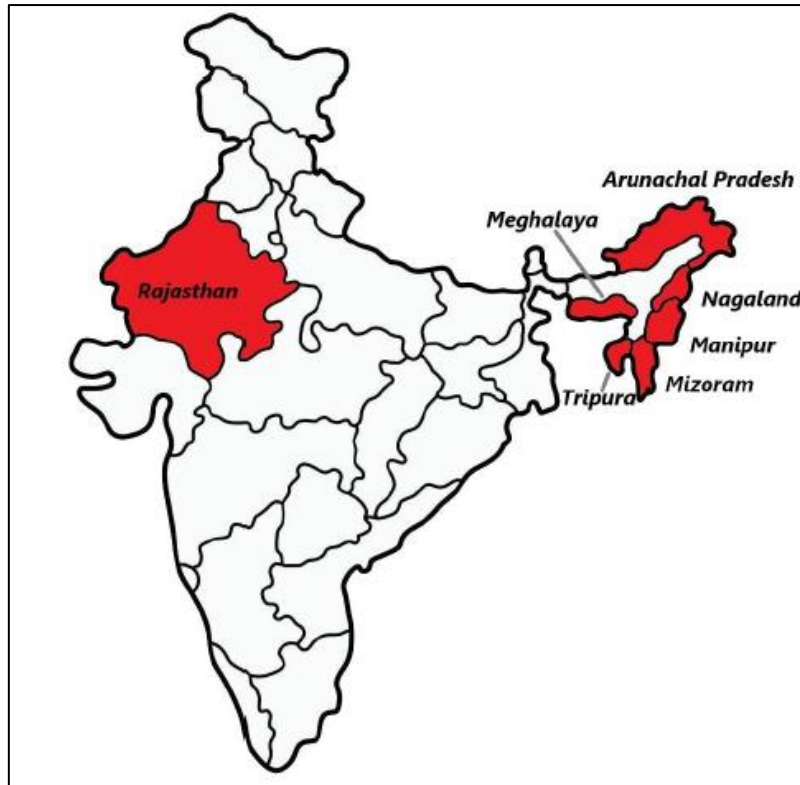 Arunachal Pradesh
Meghalaya
Rajasthan
Nagaland
Manipur
Mizoram
Tripura